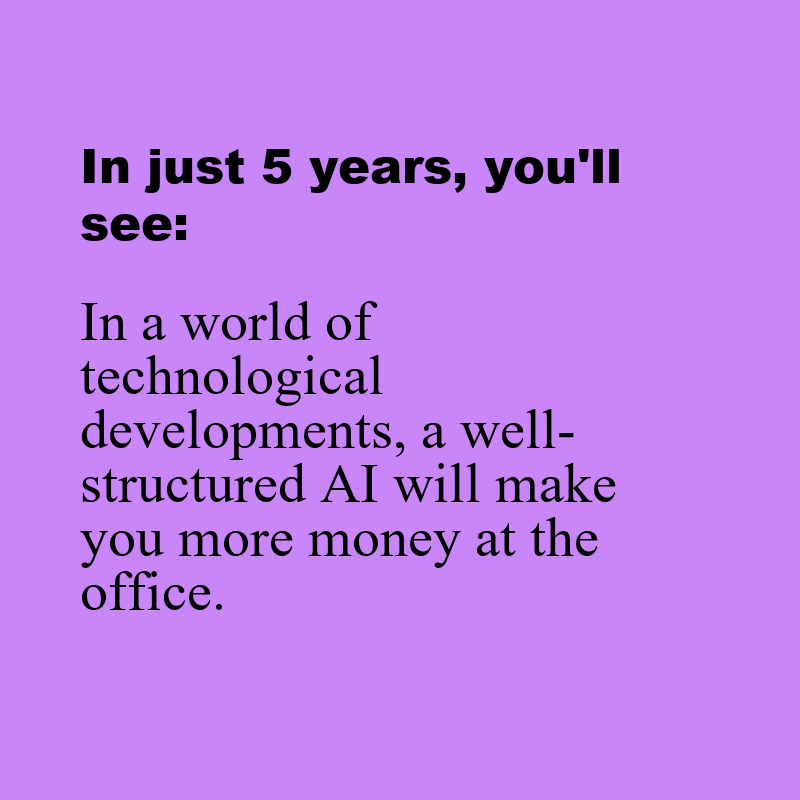 In just 5 years, you'll
see:
In a world of
technological
developments, a well-
structured AI will make
you more money at the
office.